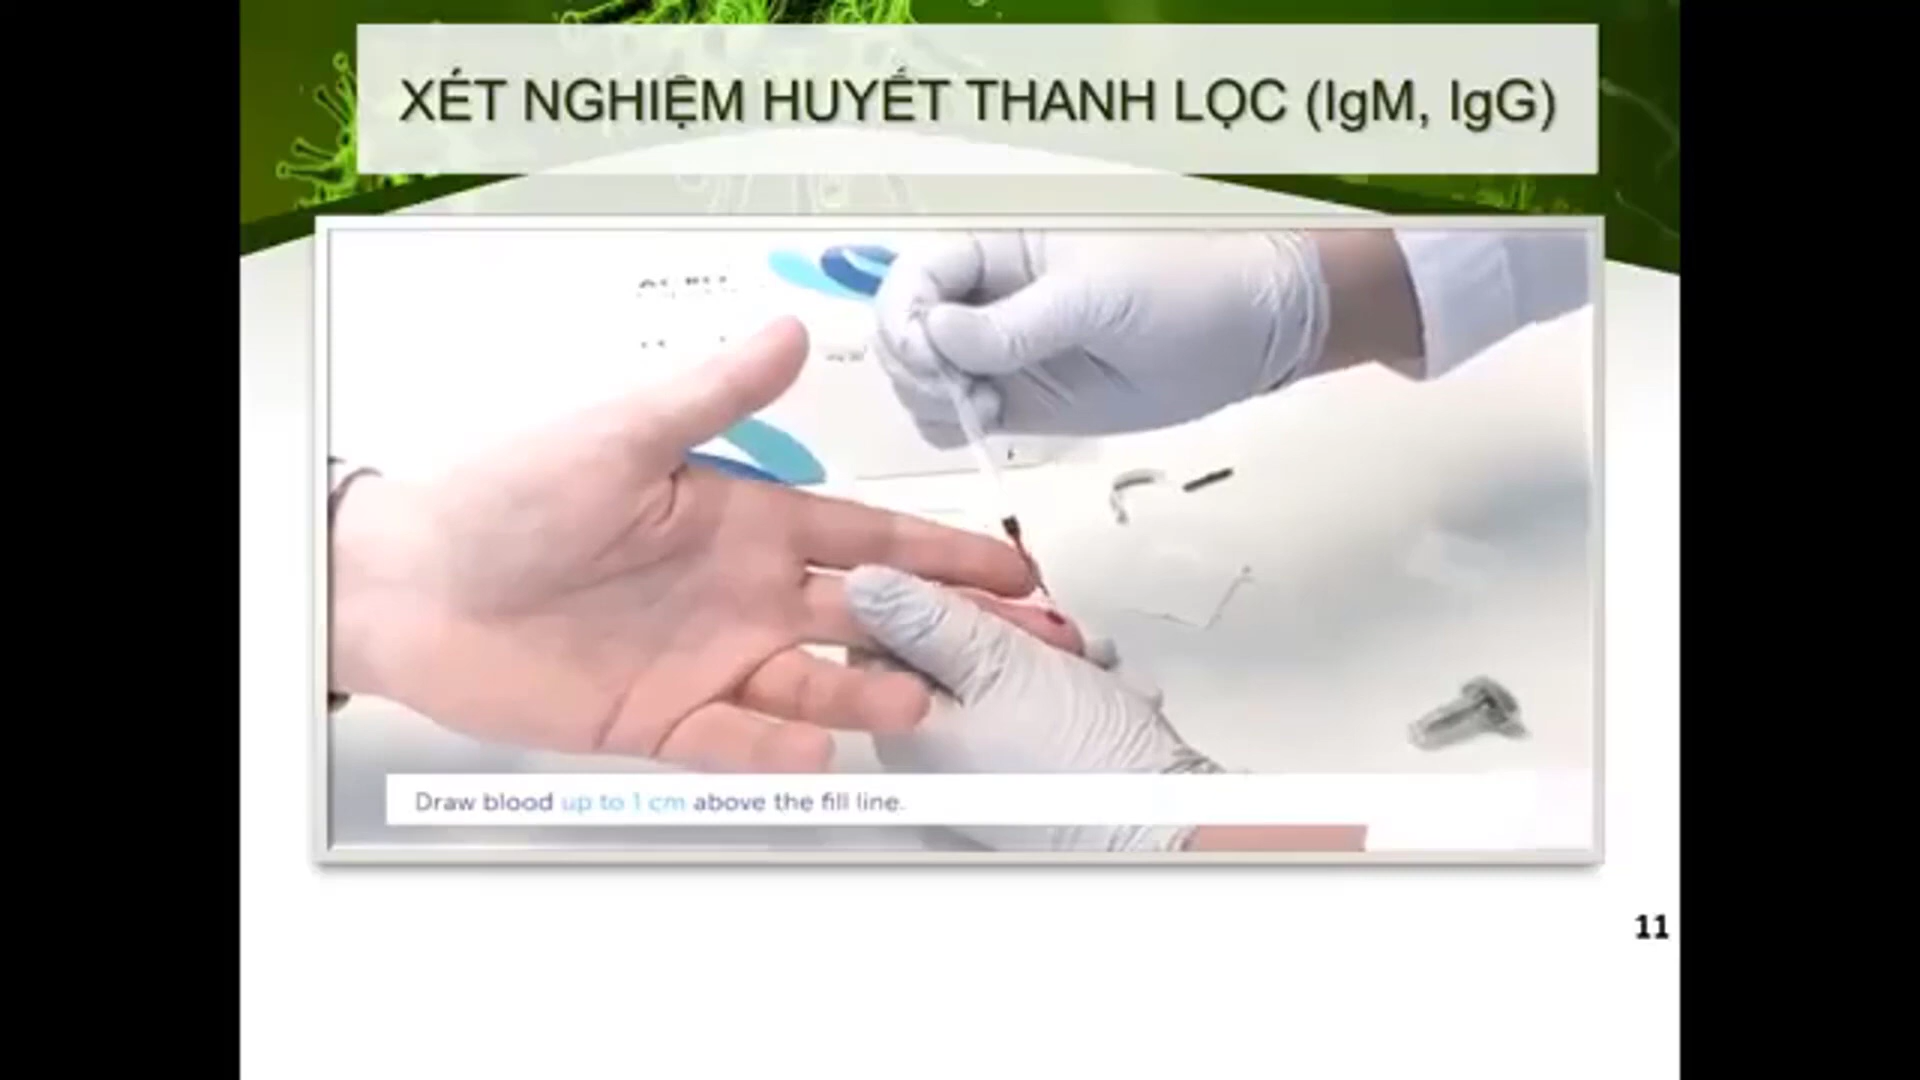 XÉT NGHIỆM HUYẾT THANH LỌC (IgM, IgG)
Draw blood up to 1 cm above the fill line.
11